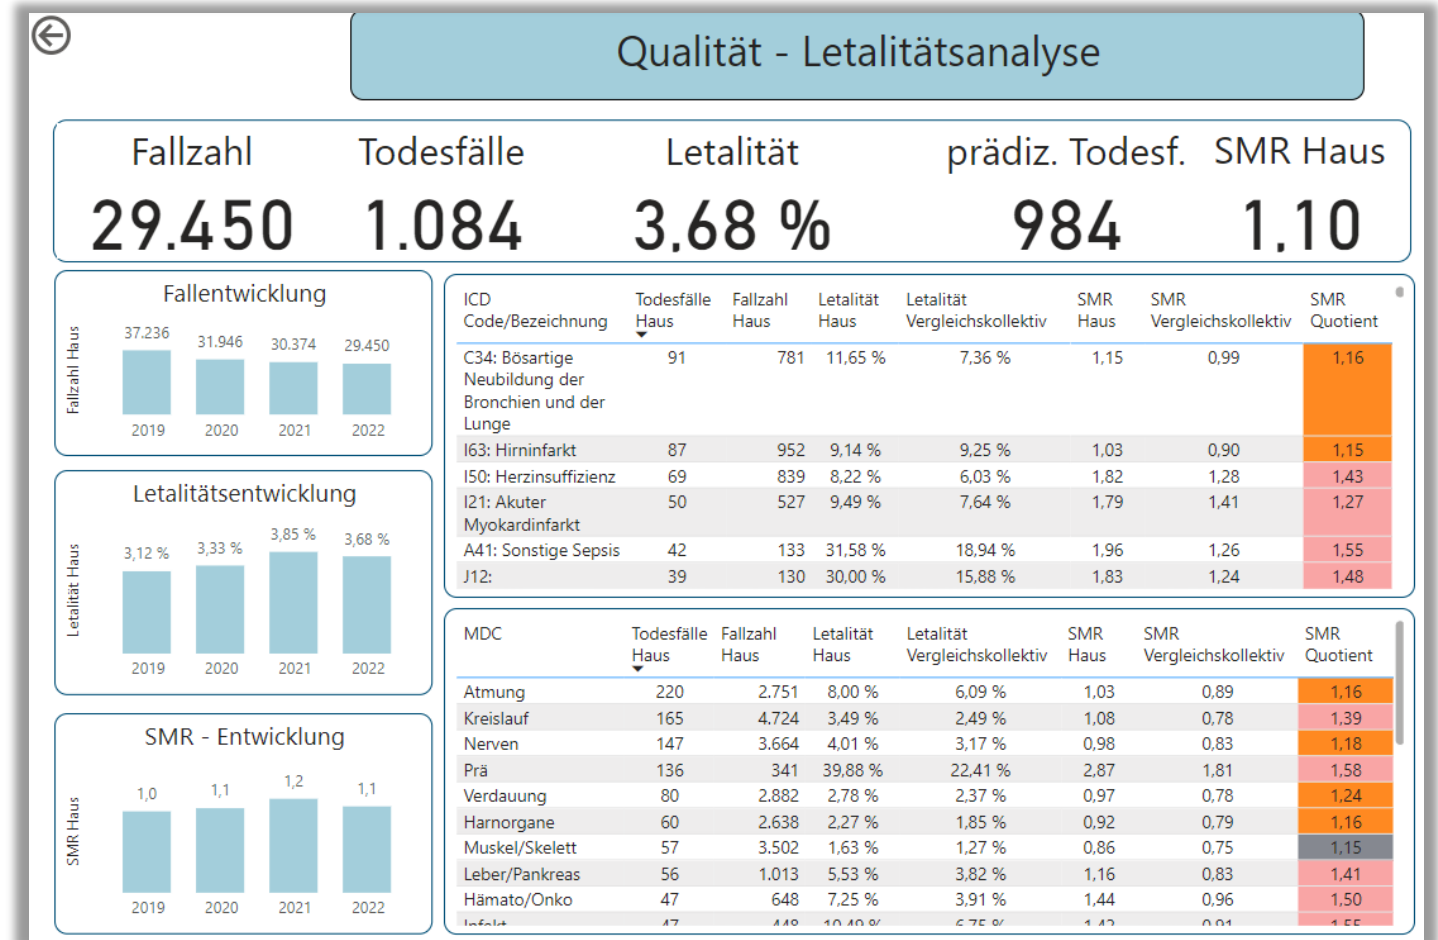 Qualität - Letalitätsanalyse
Fallzahl Todesfälle Letalität prädiz. Todesf. SMR Haus
29.450 1.084 3,68 % 984 1,10
Fallentwicklung
Fallzahl Haus
37.236 31.946 30.374 29.450
2019 2020 2021 2022
Letalitätsentwicklung
Letalität Haus
3,12 % 3,33 % 3,85 % 3,68 %
2019 2020 2021 2022
SMR - Entwicklung
SMR Haus
1,0 1,1 1,2 1,1
2019 2020 2021 2022
ICD Todesfälle Fallzahl Letalität Letalität SMR SMR SMR
Code/Bezeichnung Haus Haus Haus Vergleichskollektiv Haus Vergleichskollektiv Quotient
C34: Bösartige 91 781 11,65 % 7,36 % 1,15 0,99 1,16
Neubildung der
Bronchien und der
Lunge
I63: Hirninfarkt 87 952 9,14 % 9,25 % 1,03 0,90 1,15
I50: Herzinsuffizienz 69 839 8,22 % 6,03 % 1,82 1,28 1,43
I21: Akuter 50 527 9,49 % 7,64 % 1,79 1,41 1,27
Myokardinfarkt
A41: Sonstige Sepsis 42 133 31,58 % 18,94 % 1,96 1,26 1,55
J12: 39 130 30,00 % 15,88 % 1,83 1,24 1,48
MDC Todesfälle Fallzahl Letalität Letalität SMR SMR SMR
Haus Haus Haus Vergleichskollektiv Haus Vergleichskollektiv Quotient
Atmung 220 2.751 8,00 % 6,09 % 1,03 0,89 1,16
Kreislauf 165 4.724 3,49 % 2,49 % 1,08 0,78 1,39
Nerven 147 3.664 4,01 % 3,17 % 0,98 0,83 1,18
Prä 136 341 39,88 % 22,41 % 2,87 1,81 1,58
Verdauung 80 2.882 2,78 % 2,37 % 0,97 0,78 1,24
Harnorgane 60 2.638 2,27 % 1,85 % 0,92 0,79 1,16
Muskel/Skelett 57 3.502 1,63 % 1,27 % 0,86 0,75 1,15
Leber/Pankreas 56 1.013 5,53 % 3,82 % 1,16 0,83 1,41
Hämato/Onko 47 648 7,25 % 3,91 % 1,44 0,96 1,50